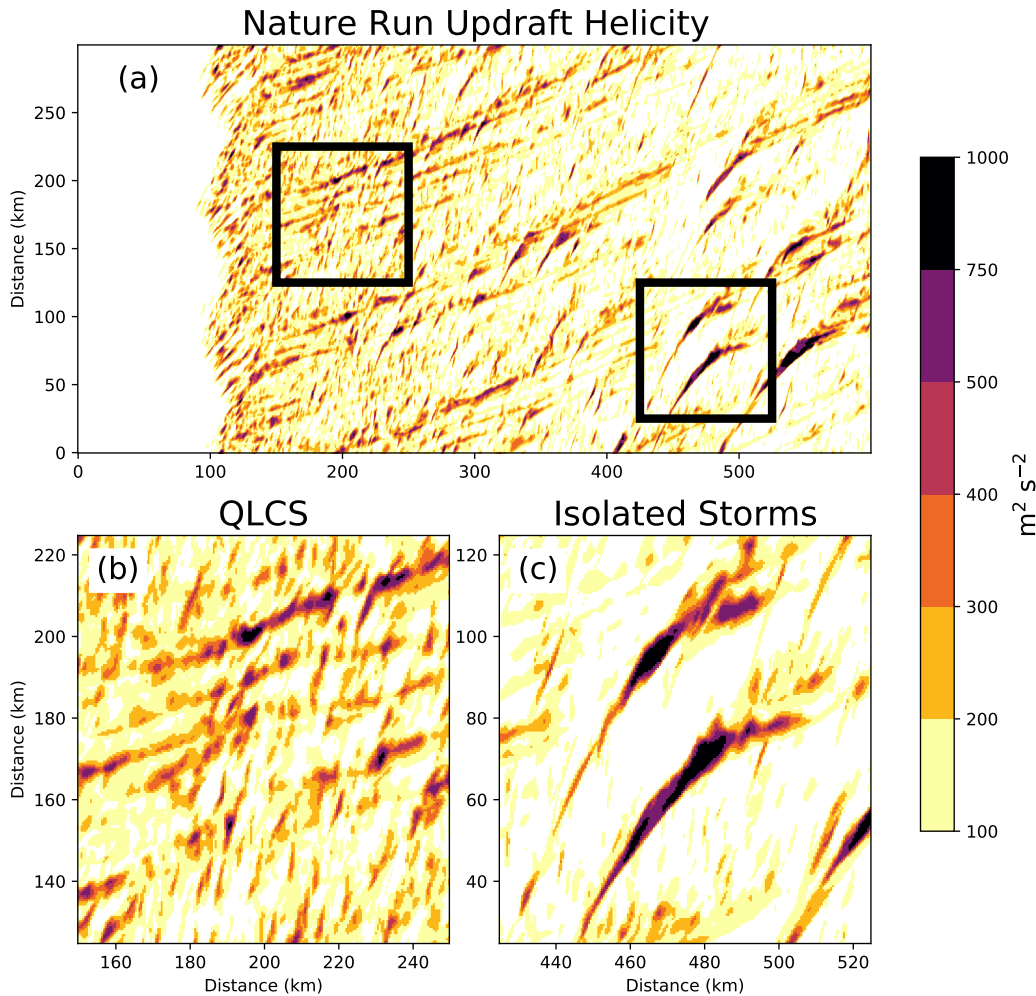 Nature Run Updraft Helicity
(a)
Distance (km)
250
200
150
100
50
0
0 100 200 300 400 500
1000
750
500
400
300
200
100
m² s⁻²
QLCS
(b)
Distance (km)
220
200
180
160
140
160 180 200 220 240
Distance (km)
Isolated Storms
(c)
120
100
80
60
40
440 460 480 500 520
Distance (km)